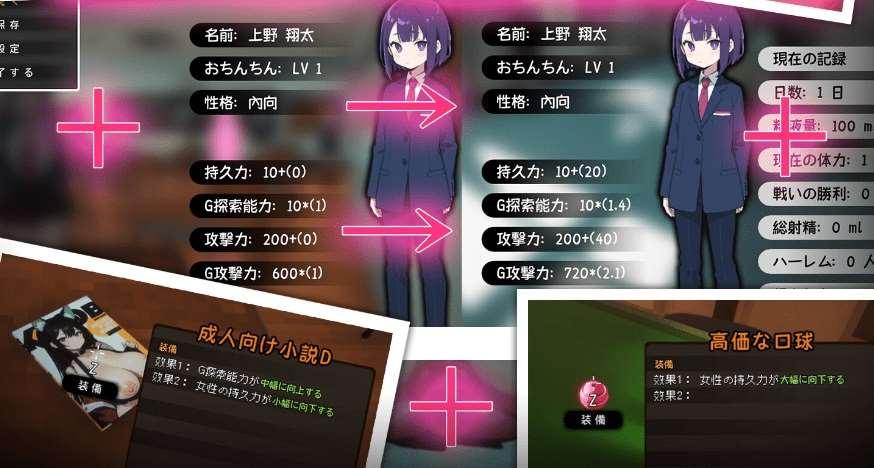 保存
設定
了する
名前: 上野 翔太
おちんちん: LV 1
性格: 內向
持久力: 10+(0)
G探索能力: 10*(1)
攻撃力: 200+(0)
G攻撃力: 600*(1)
名前: 上野 翔太
おちんちん: LV 1
性格: 內向
持久力: 10+(20)
G探索能力: 10*(1.4)
攻撃力: 200+(40)
G攻撃力: 720*(2.1)
現在の記録
日数: 1 日
精液量: 100 m
現在の体力: 1
戦いの勝利: 0
総射精: 0 ml
ハーレム: 0 人
成人向け小説D
装備
効果1: G探索能力が中幅に向上する
効果2: 女性の持久力が小幅に向下する
Z
装備
高価な口球
装備
効果1: 女性の持久力が大幅に向下する
効果2:
Z
装備